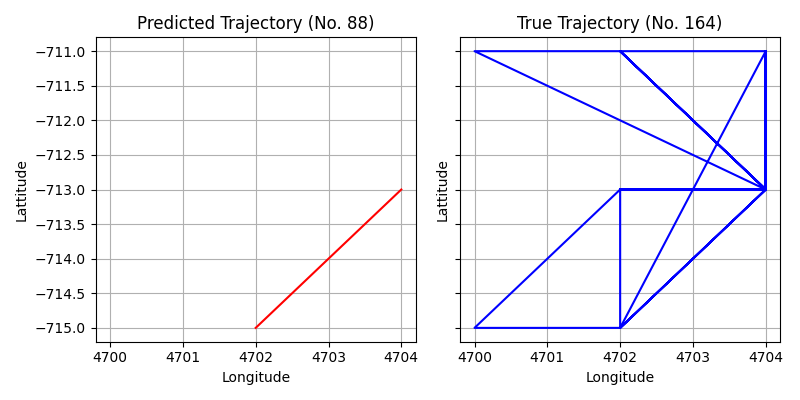 Predicted Trajectory (No. 88)
True Trajectory (No. 164)
−711.0
−711.5
−712.0
−712.5
−713.0
−713.5
−714.0
−714.5
−715.0
Lattitude
Lattitude
4700 4701 4702 4703 4704
4700 4701 4702 4703 4704
Longitude
Longitude